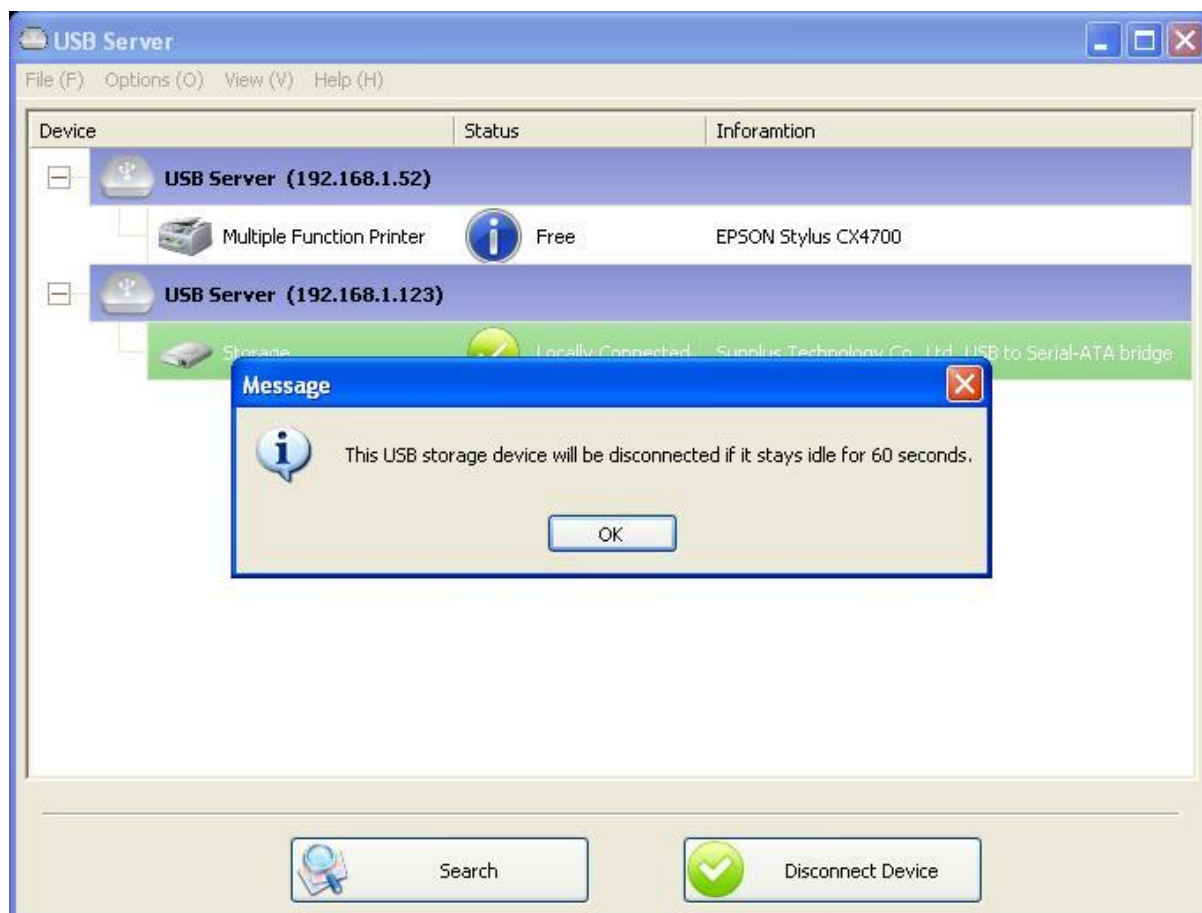 USB Server
File (F) Options (O) View (V) Help (H)
Device Status Inforamtion
USB Server (192.168.1.52)
Multiple Function Printer Free EPSON Stylus CX4700
USB Server (192.168.1.123)
Storage Locally Connected Sunplus Technology Co., Ltd. USB to Serial-ATA bridge
Message
This USB storage device will be disconnected if it stays idle for 60 seconds.
OK
Search Disconnect Device